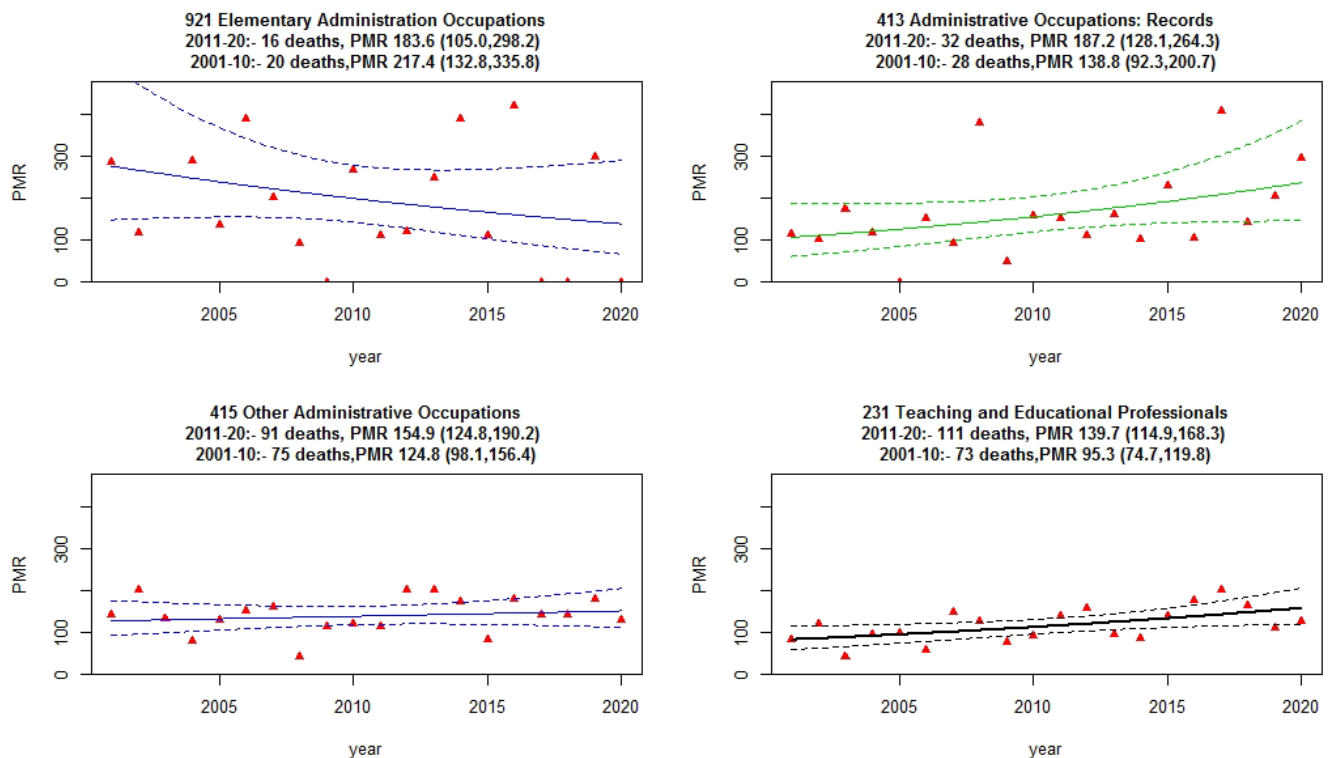 921 Elementary Administration Occupations
2011-20:- 16 deaths, PMR 183.6 (105.0,298.2)
2001-10:- 20 deaths,PMR 217.4 (132.8,335.8)
PMR
300
100
0
2005
2010
2015
2020
year
413 Administrative Occupations: Records
2011-20:- 32 deaths, PMR 187.2 (128.1,264.3)
2001-10:- 28 deaths,PMR 138.8 (92.3,200.7)
PMR
300
100
0
2005
2010
2015
2020
year
415 Other Administrative Occupations
2011-20:- 91 deaths, PMR 154.9 (124.8,190.2)
2001-10:- 75 deaths,PMR 124.8 (98.1,156.4)
PMR
300
100
0
2005
2010
2015
2020
year
231 Teaching and Educational Professionals
2011-20:- 111 deaths, PMR 139.7 (114.9,168.3)
2001-10:- 73 deaths,PMR 95.3 (74.7,119.8)
PMR
300
100
0
2005
2010
2015
2020
year